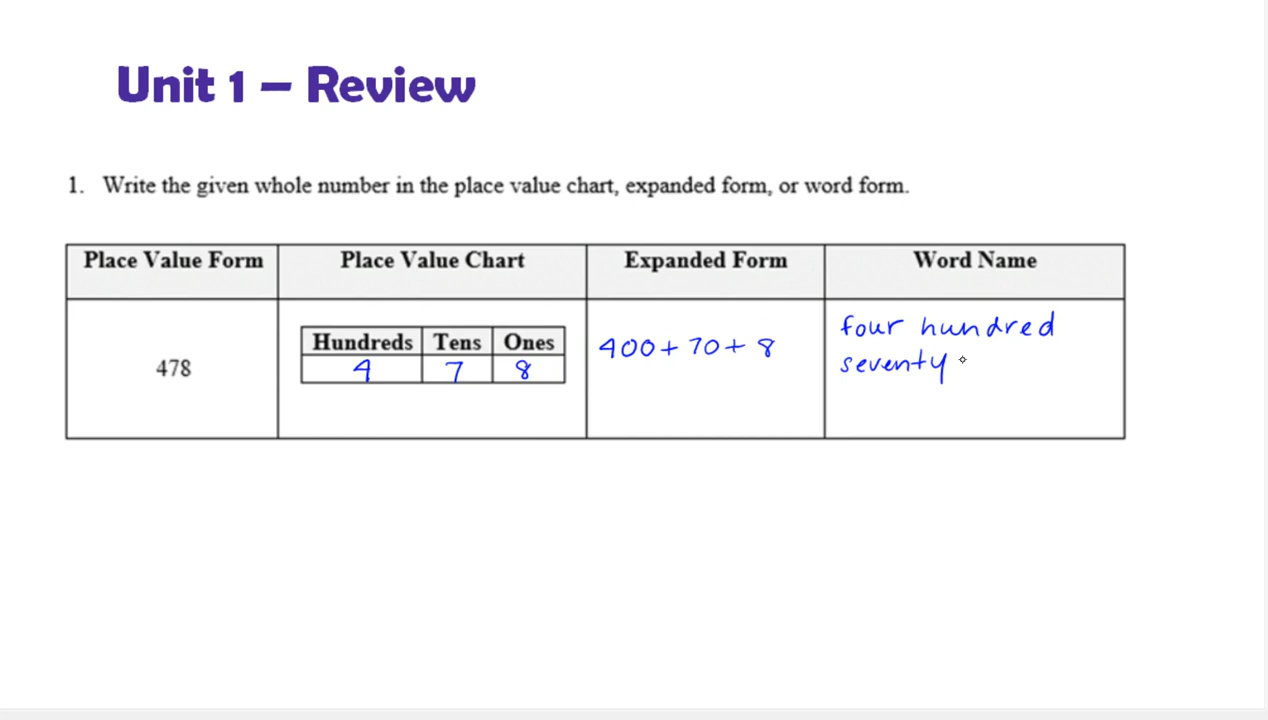 Unit 1 – Review
1. Write the given whole number in the place value chart, expanded form, or word form.
Place Value Form Place Value Chart Expanded Form Word Name
478
Hundreds Tens Ones
4 7 8
400 + 70 + 8
four hundred
seventy